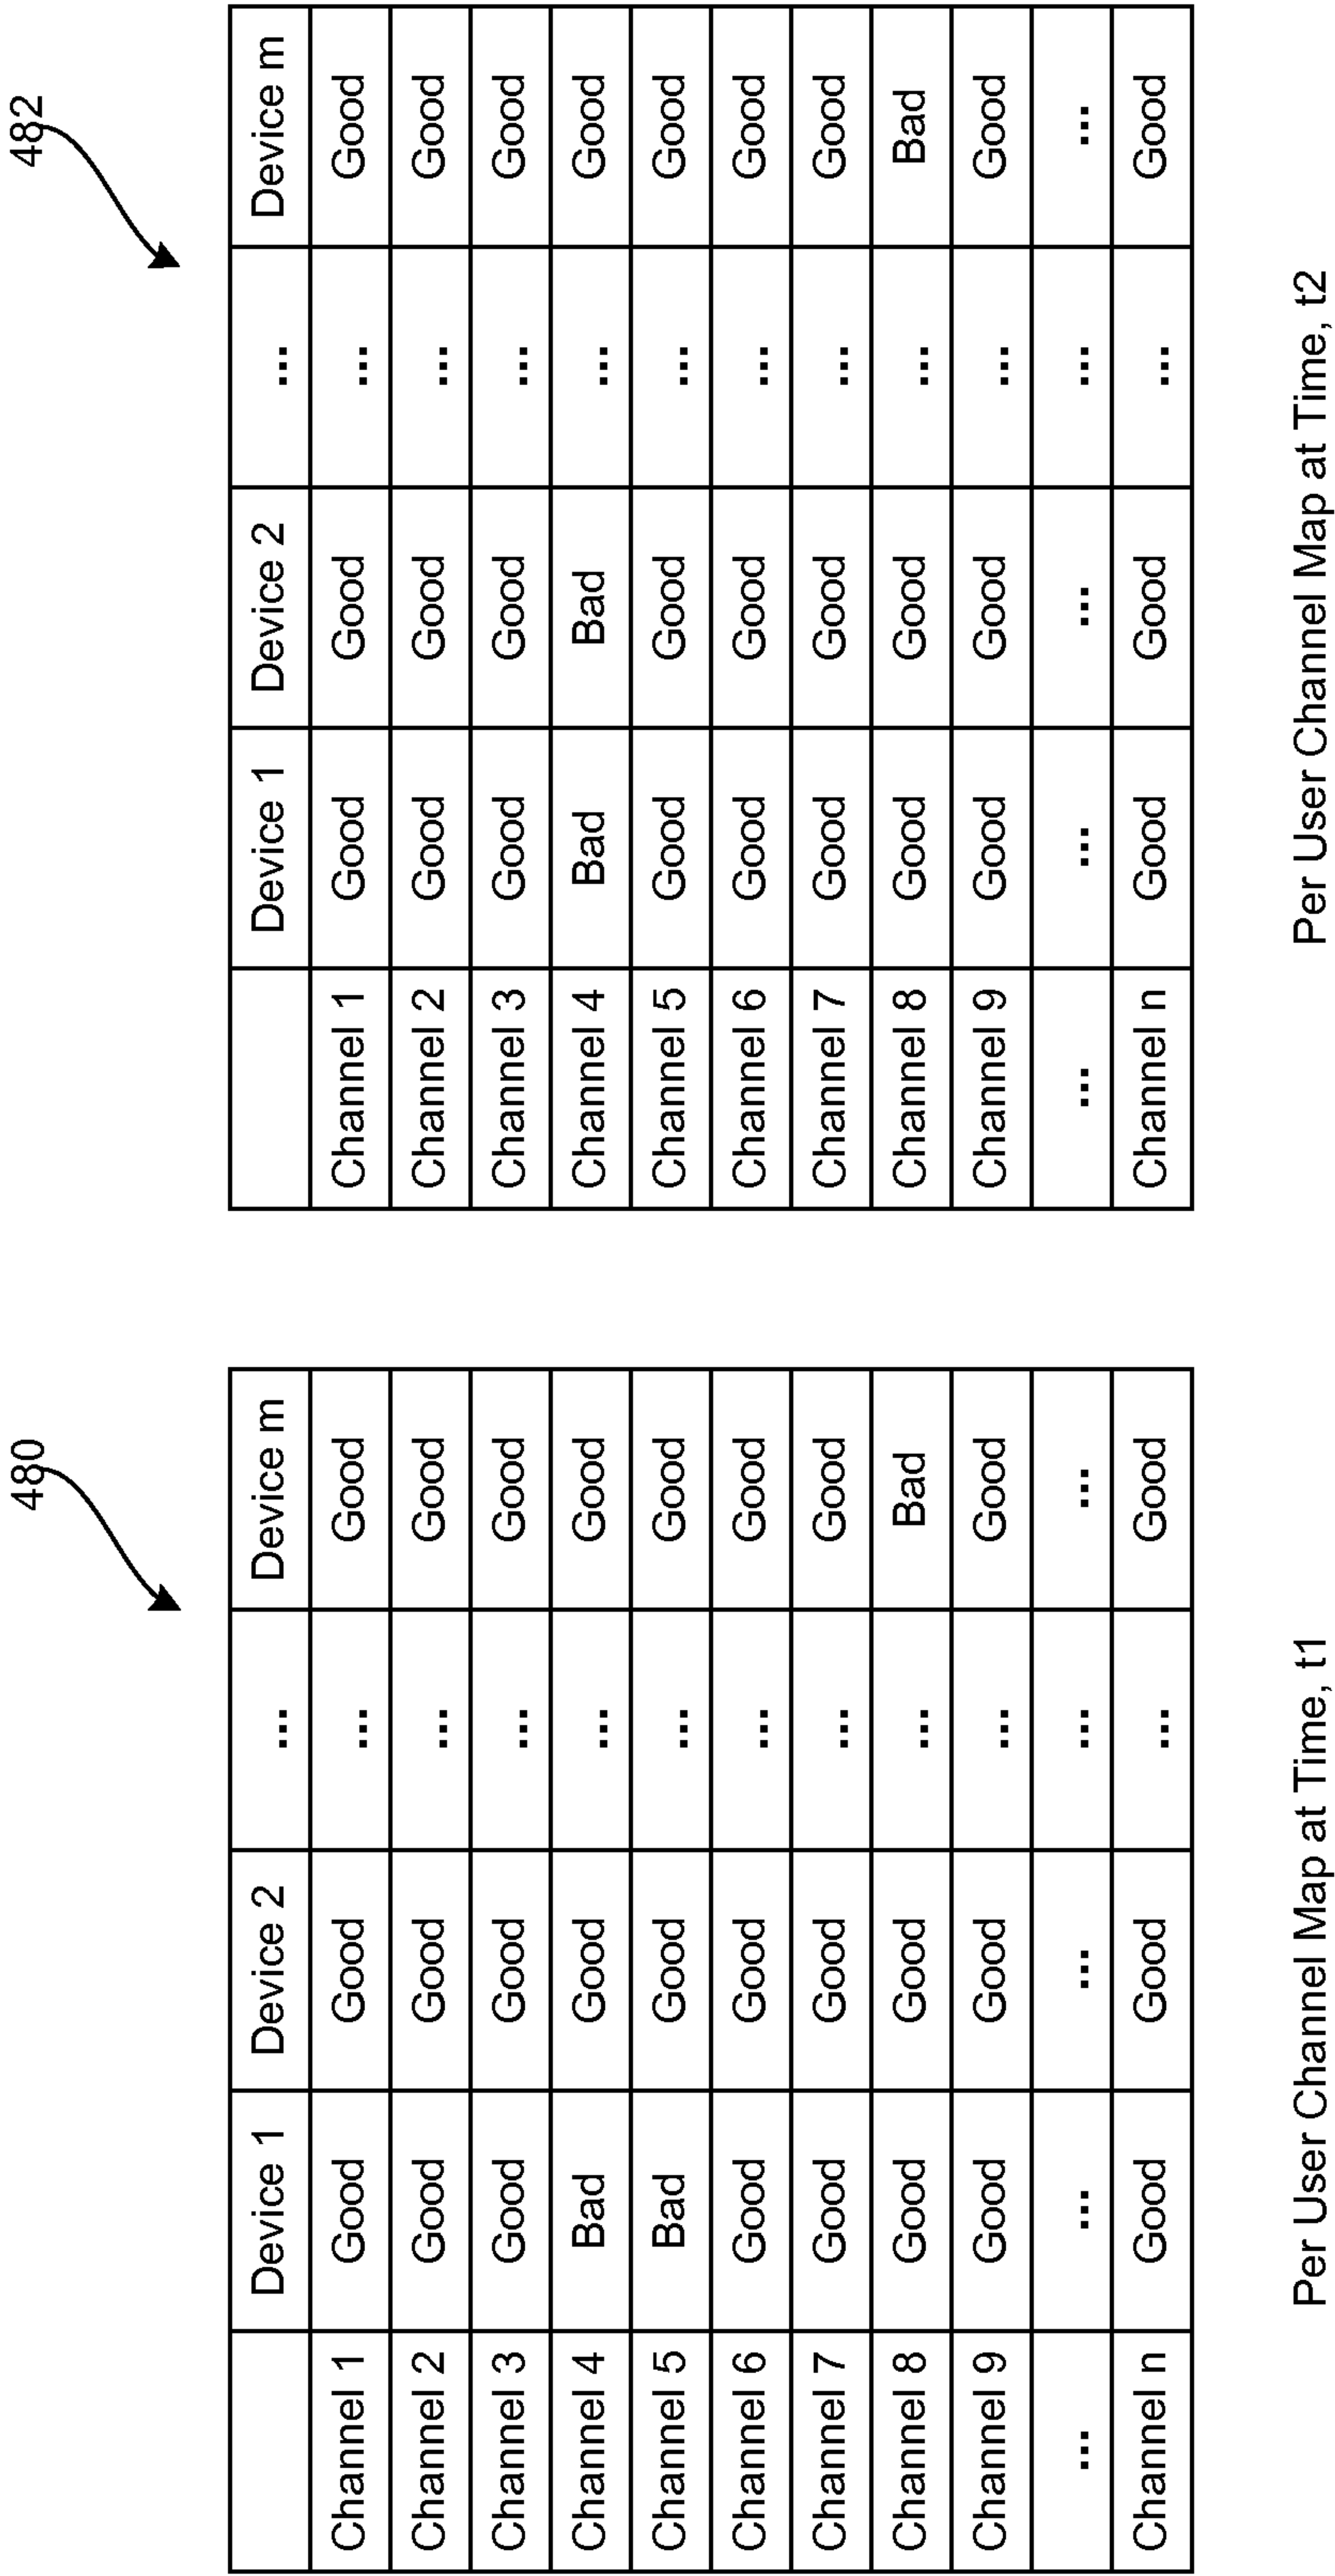 480
Device 1 Device 2 ... Device m
Channel 1 Good Good ... Good
Channel 2 Good Good ... Good
Channel 3 Good Good ... Good
Channel 4 Bad Good ... Good
Channel 5 Bad Good ... Good
Channel 6 Good Good ... Good
Channel 7 Good Good ... Good
Channel 8 Good Good ... Bad
Channel 9 Good Good ... Good
... ... ... ... ...
Channel n Good Good ... Good
Per User Channel Map at Time, t1
482
Device 1 Device 2 ... Device m
Channel 1 Good Good ... Good
Channel 2 Good Good ... Good
Channel 3 Good Good ... Good
Channel 4 Bad Bad ... Good
Channel 5 Good Good ... Good
Channel 6 Good Good ... Good
Channel 7 Good Good ... Good
Channel 8 Good Good ... Bad
Channel 9 Good Good ... Good
... ... ... ... ...
Channel n Good Good ... Good
Per User Channel Map at Time, t2